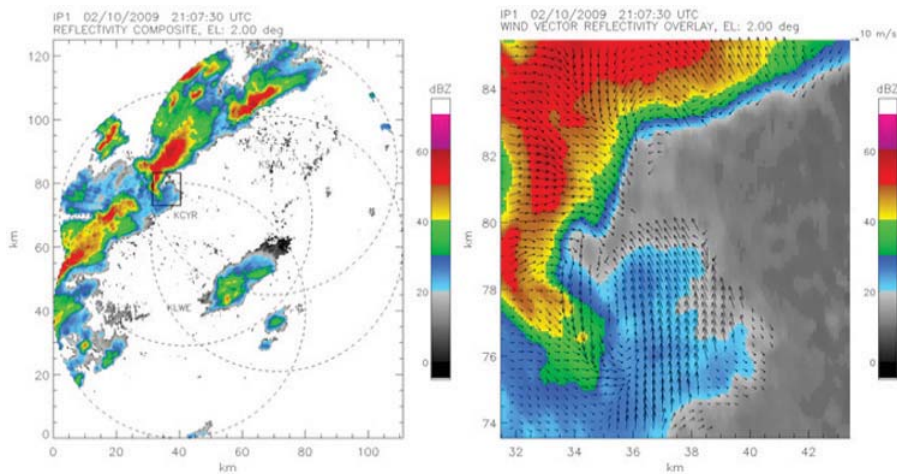 IP1 02/10/2009 21:07:30 UTC
REFLECTIVITY COMPOSITE, EL: 2.00 deg
120
100
80
60
40
20
0
km
0 20 40 60 80 100
km
KCYR
KLWE
dBZ
60
40
20
0
IP1 02/10/2009 21:07:30 UTC
WIND VECTOR REFLECTIVITY OVERLAY, EL: 2.00 deg
10 m/s
84
82
80
78
76
74
km
32 34 36 38 40 42
km
dBZ
60
40
20
0